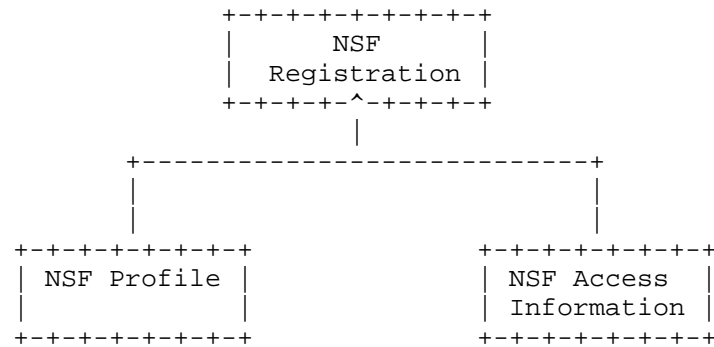 NSF
Registration
NSF Profile
NSF Access
Information